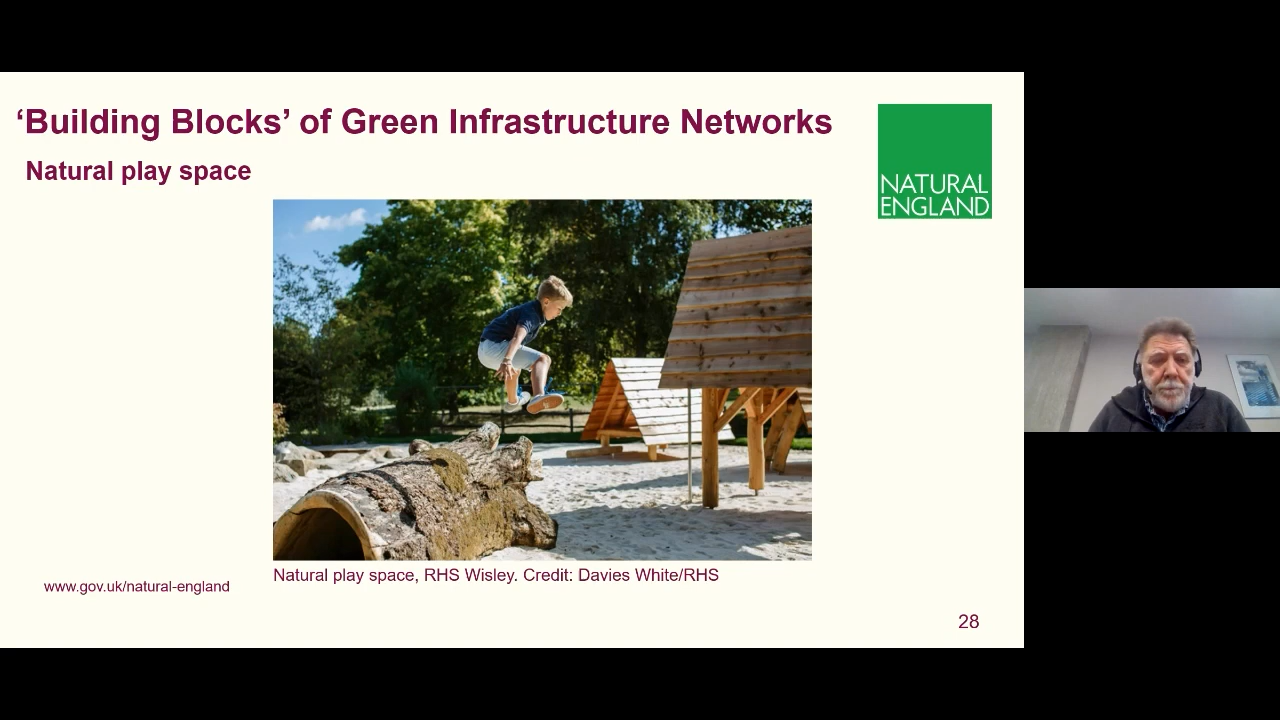 ‘Building Blocks’ of Green Infrastructure Networks
Natural play space
NATURAL
ENGLAND
Natural play space, RHS Wisley. Credit: Davies White/RHS
www.gov.uk/natural-england
28